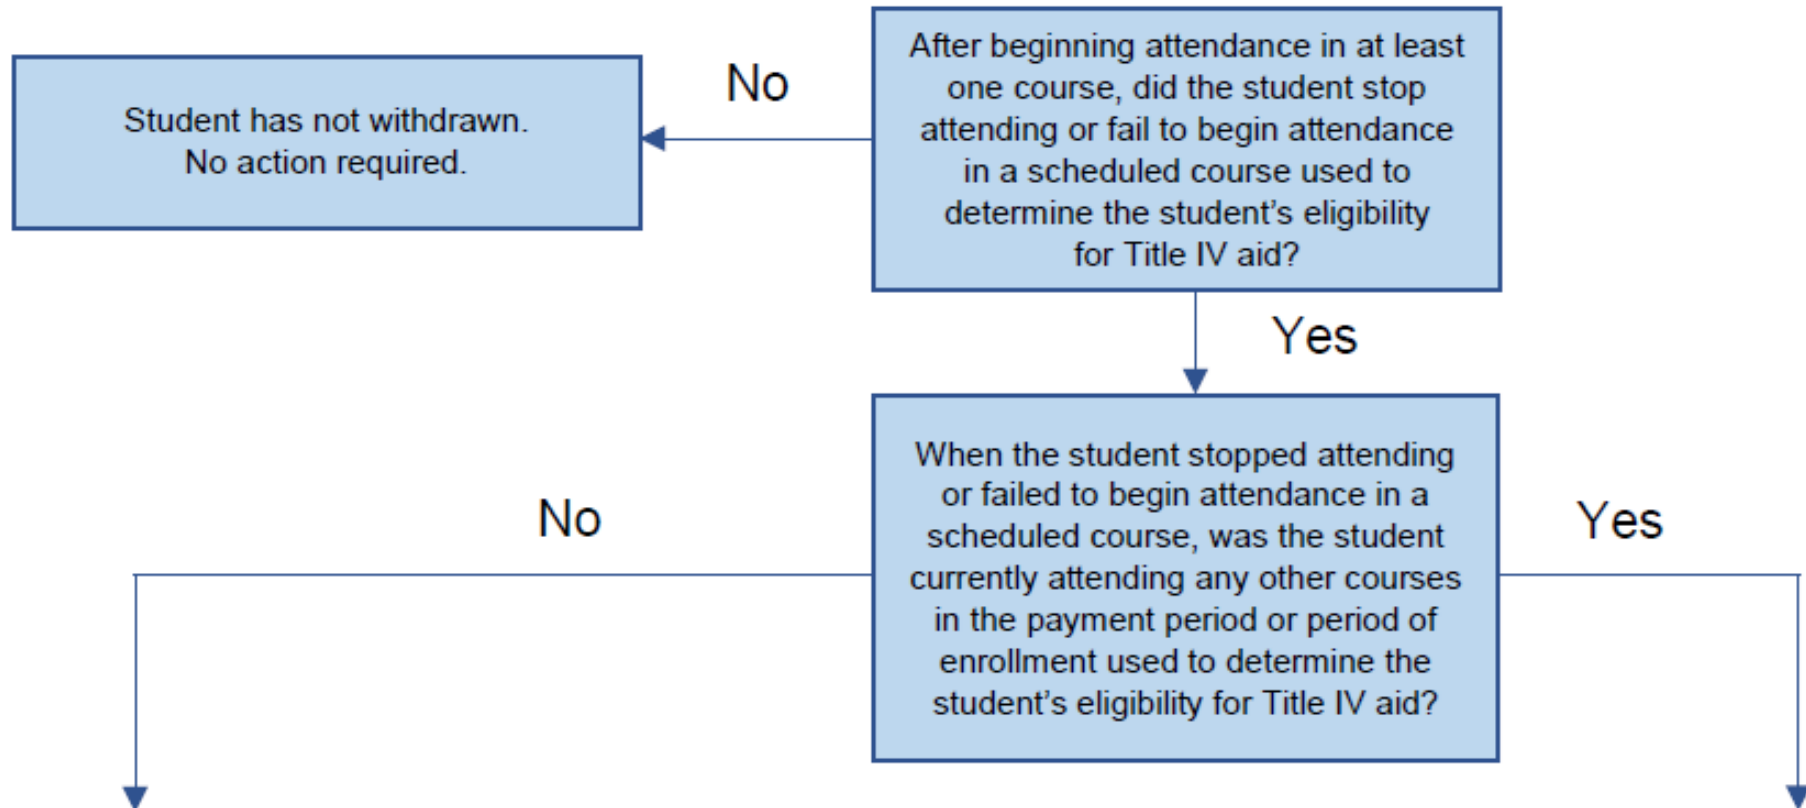 Student has not withdrawn.
No action required.
No
After beginning attendance in at least
one course, did the student stop
attending or fail to begin attendance
in a scheduled course used to
determine the student's eligibility
for Title IV aid?
Yes
No
When the student stopped attending
or failed to begin attendance in a
scheduled course, was the student
currently attending any other courses
in the payment period or period of
enrollment used to determine the
student's eligibility for Title IV aid?
Yes